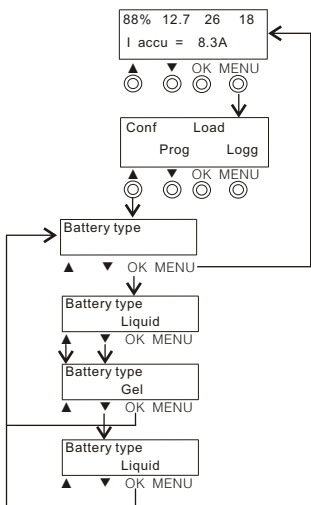 88% 12.7 26 18
I accu = 8.3A
▲ ▼ OK MENU
Conf Load
Prog Logg
▲ ▼ OK MENU
Battery type
▲ ▼ OK MENU
Battery type
Liquid
▲ ▼ OK MENU
Battery type
Gel
▲ ▼ OK MENU
Battery type
Liquid
▲ ▼ OK MENU